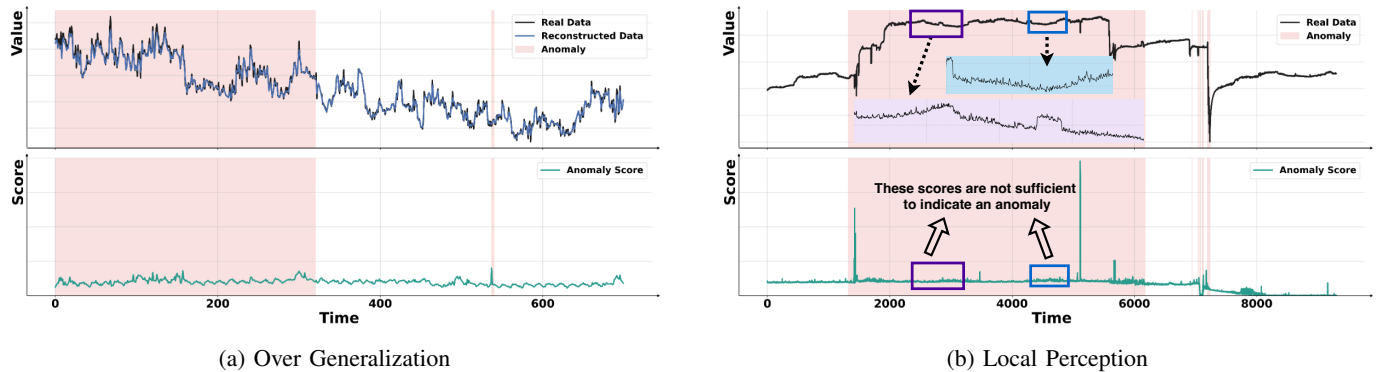 Value
Real Data
Reconstructed Data
Anomaly
Score
Anomaly Score
0
200
400
600
Time
(a) Over Generalization
Value
Real Data
Anomaly
Score
Anomaly Score
These scores are not sufficient
to indicate an anomaly
0
2000
4000
6000
8000
Time
(b) Local Perception